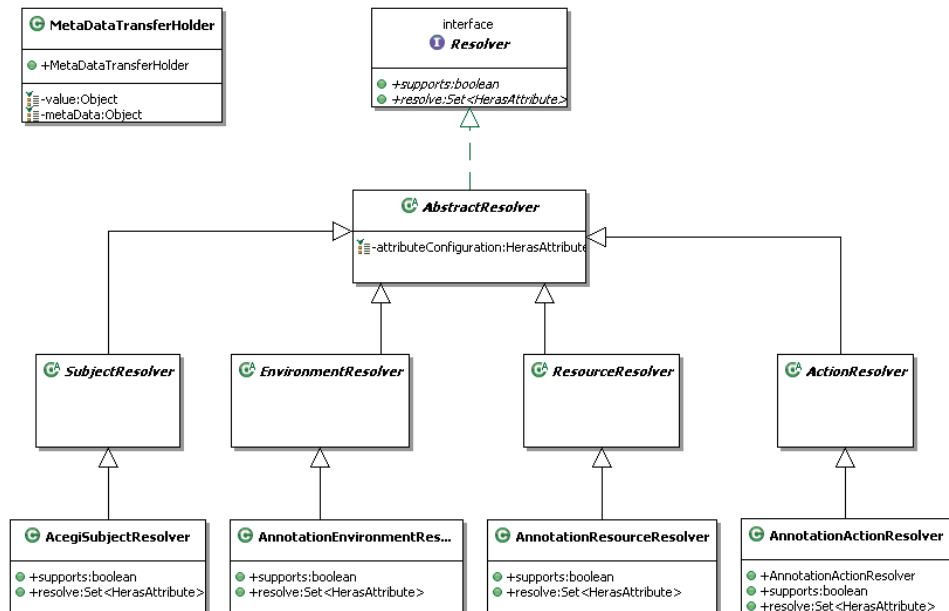 MetaDataTransferHolder
+MetaDataTransferHolder
-value:Object
-metaData:Object
interface
Resolver
+supports:boolean
+resolve:Set<HerasAttribute>
AbstractResolver
-attributeConfiguration:HerasAttribute
SubjectResolver
EnvironmentResolver
ResourceResolver
ActionResolver
AcegiSubjectResolver
+supports:boolean
+resolve:Set<HerasAttribute>
AnnotationEnvironmentRes...
+supports:boolean
+resolve:Set<HerasAttribute>
AnnotationResourceResolver
+supports:boolean
+resolve:Set<HerasAttribute>
AnnotationActionResolver
+AnnotationActionResolver
+supports:boolean
+resolve:Set<HerasAttribute>